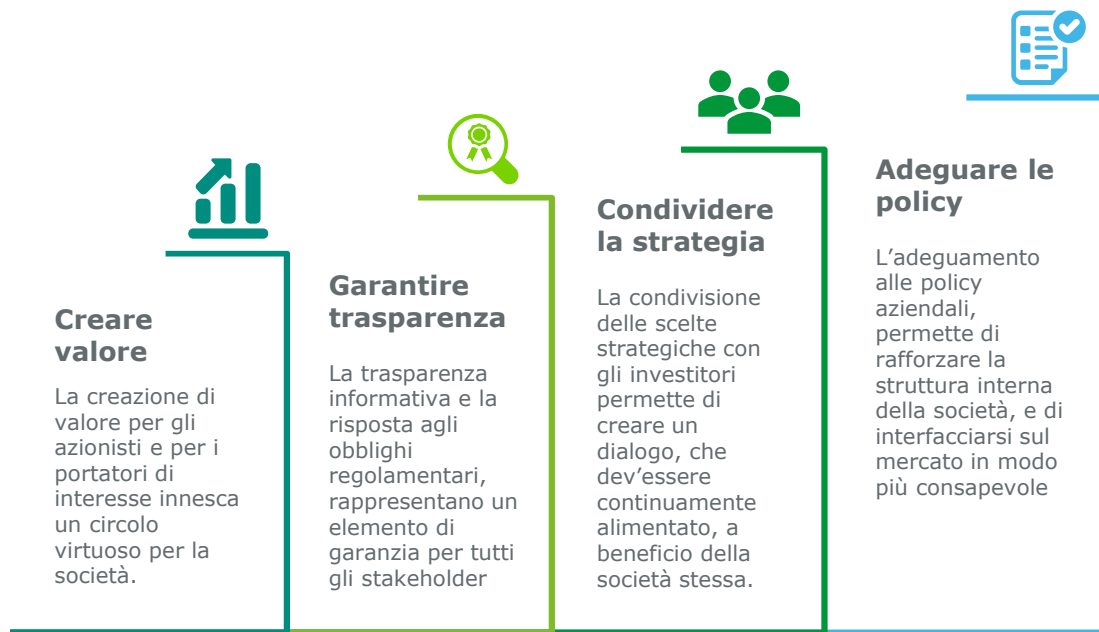 Creare
valore
La creazione di
valore per gli
azionisti e per i
portatori di
interesse innesca
un circolo
virtuoso per la
società.
Garantire
trasparenza
La trasparenza
informativa e la
risposta agli
obblighi
regolamentari,
rappresentano un
elemento di
garanzia per tutti
gli stakeholder
Condividere
la strategia
La condivisione
delle scelte
strategiche con
gli investitori
permette di
creare un
dialogo, che
dev’essere
continuamente
alimentato, a
beneficio della
società stessa.
Adeguare le
policy
L’adeguamento
alle policy
aziendali,
permette di
rafforzare la
struttura interna
della società, e di
interfacciarsi sul
mercato in modo
più consapevole